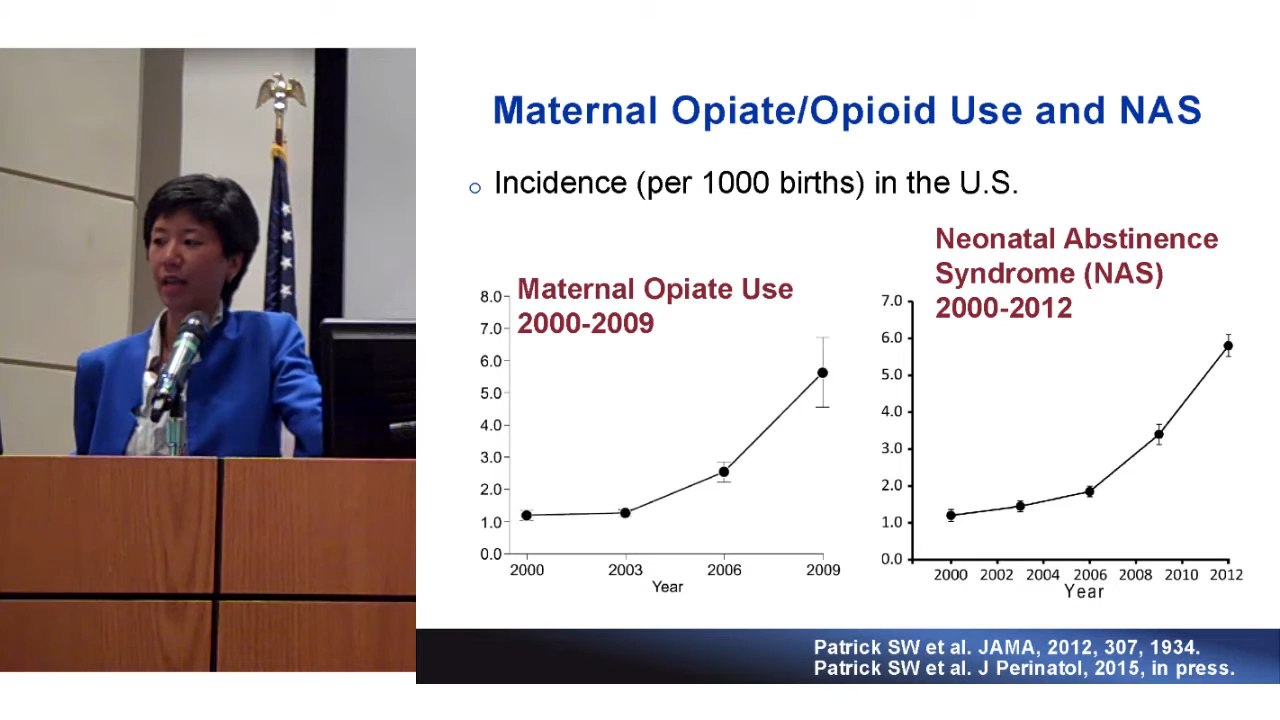 Maternal Opiate/Opioid Use and NAS
o Incidence (per 1000 births) in the U.S.
Maternal Opiate Use
2000-2009
8.0
7.0
6.0
5.0
4.0
3.0
2.0
1.0
0.0
2000 2003 2006 2009
Year
Neonatal Abstinence
Syndrome (NAS)
2000-2012
7.0
6.0
5.0
4.0
3.0
2.0
1.0
0.0
2000 2002 2004 2006 2008 2010 2012
Year
Patrick SW et al. JAMA, 2012, 307, 1934.
Patrick SW et al. J Perinatol, 2015, in press.